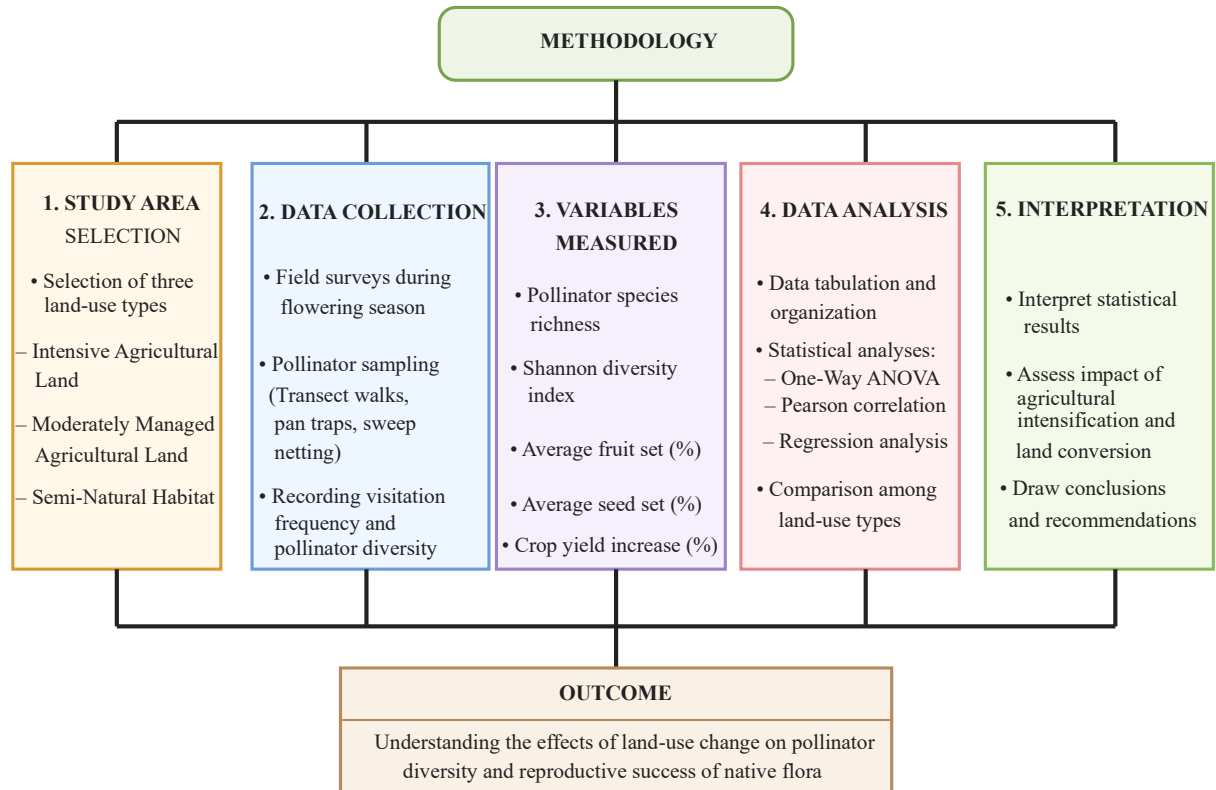 METHODOLOGY
1. STUDY AREA
SELECTION
• Selection of three
land-use types
– Intensive Agricultural
Land
– Moderately Managed
Agricultural Land
– Semi-Natural Habitat
2. DATA COLLECTION
• Field surveys during
flowering season
• Pollinator sampling
(Transect walks,
pan traps, sweep
netting)
• Recording visitation
frequency and
pollinator diversity
3. VARIABLES
MEASURED
• Pollinator species
richness
• Shannon diversity
index
• Average fruit set (%)
• Average seed set (%)
• Crop yield increase (%)
4. DATA ANALYSIS
• Data tabulation and
organization
• Statistical analyses:
– One-Way ANOVA
– Pearson correlation
– Regression analysis
• Comparison among
land-use types
5. INTERPRETATION
• Interpret statistical
results
• Assess impact of
agricultural
intensification and
land conversion
• Draw conclusions
and recommendations
OUTCOME
Understanding the effects of land-use change on pollinator
diversity and reproductive success of native flora